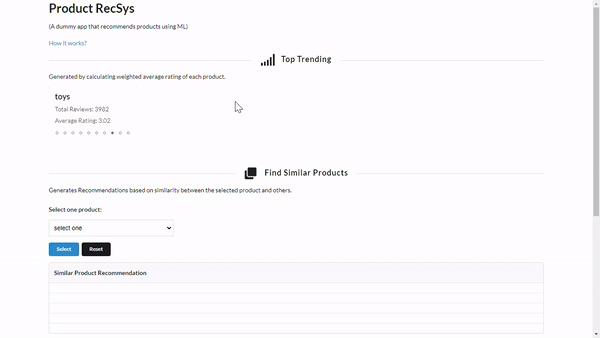 Product RecSys
(A dummy app that recommends products using ML)
How it works?
Top Trending
Generated by calculating weighted average rating of each product.
toys
Total Reviews: 3982
Average Rating: 3.02
Find Similar Products
Generates Recommendations based on similarity between the selected product and others.
Select one product:
select one
Select Reset
Similar Product Recommendation